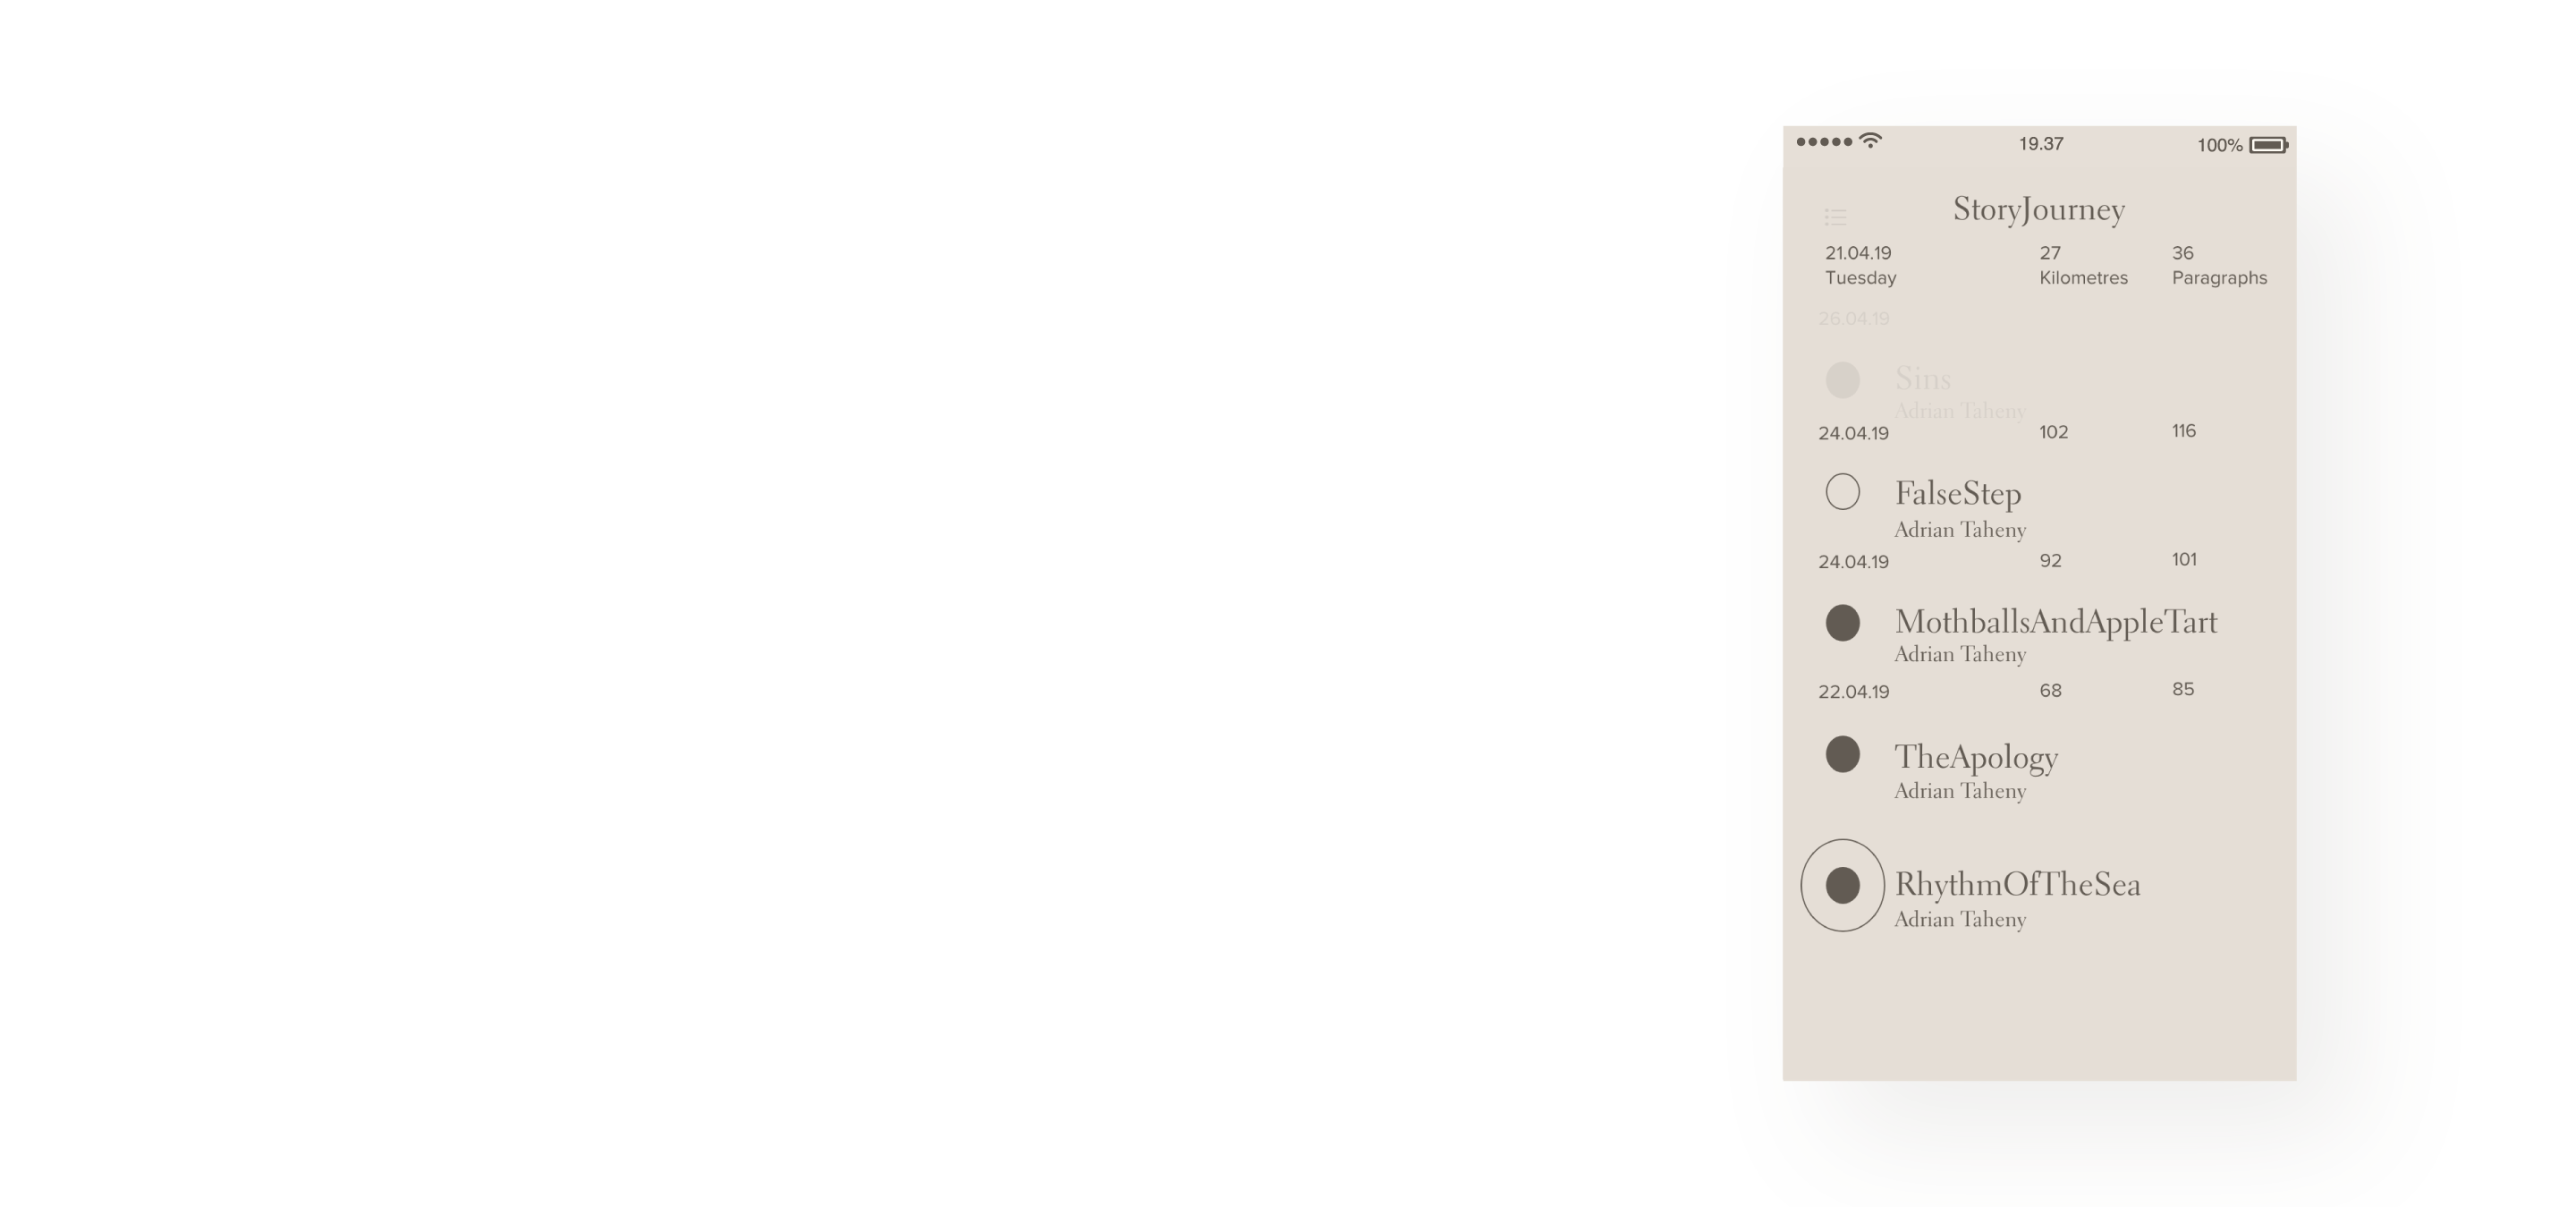 19.37 100%
StoryJourney
21.04.19 27 36
Tuesday Kilometres Paragraphs
26.04.19
Sins
Adrian Taheny
24.04.19 102 116
FalseStep
Adrian Taheny
24.04.19 92 101
MothballsAndAppleTart
Adrian Taheny
22.04.19 68 85
TheApology
Adrian Taheny
RhythmOfTheSea
Adrian Taheny